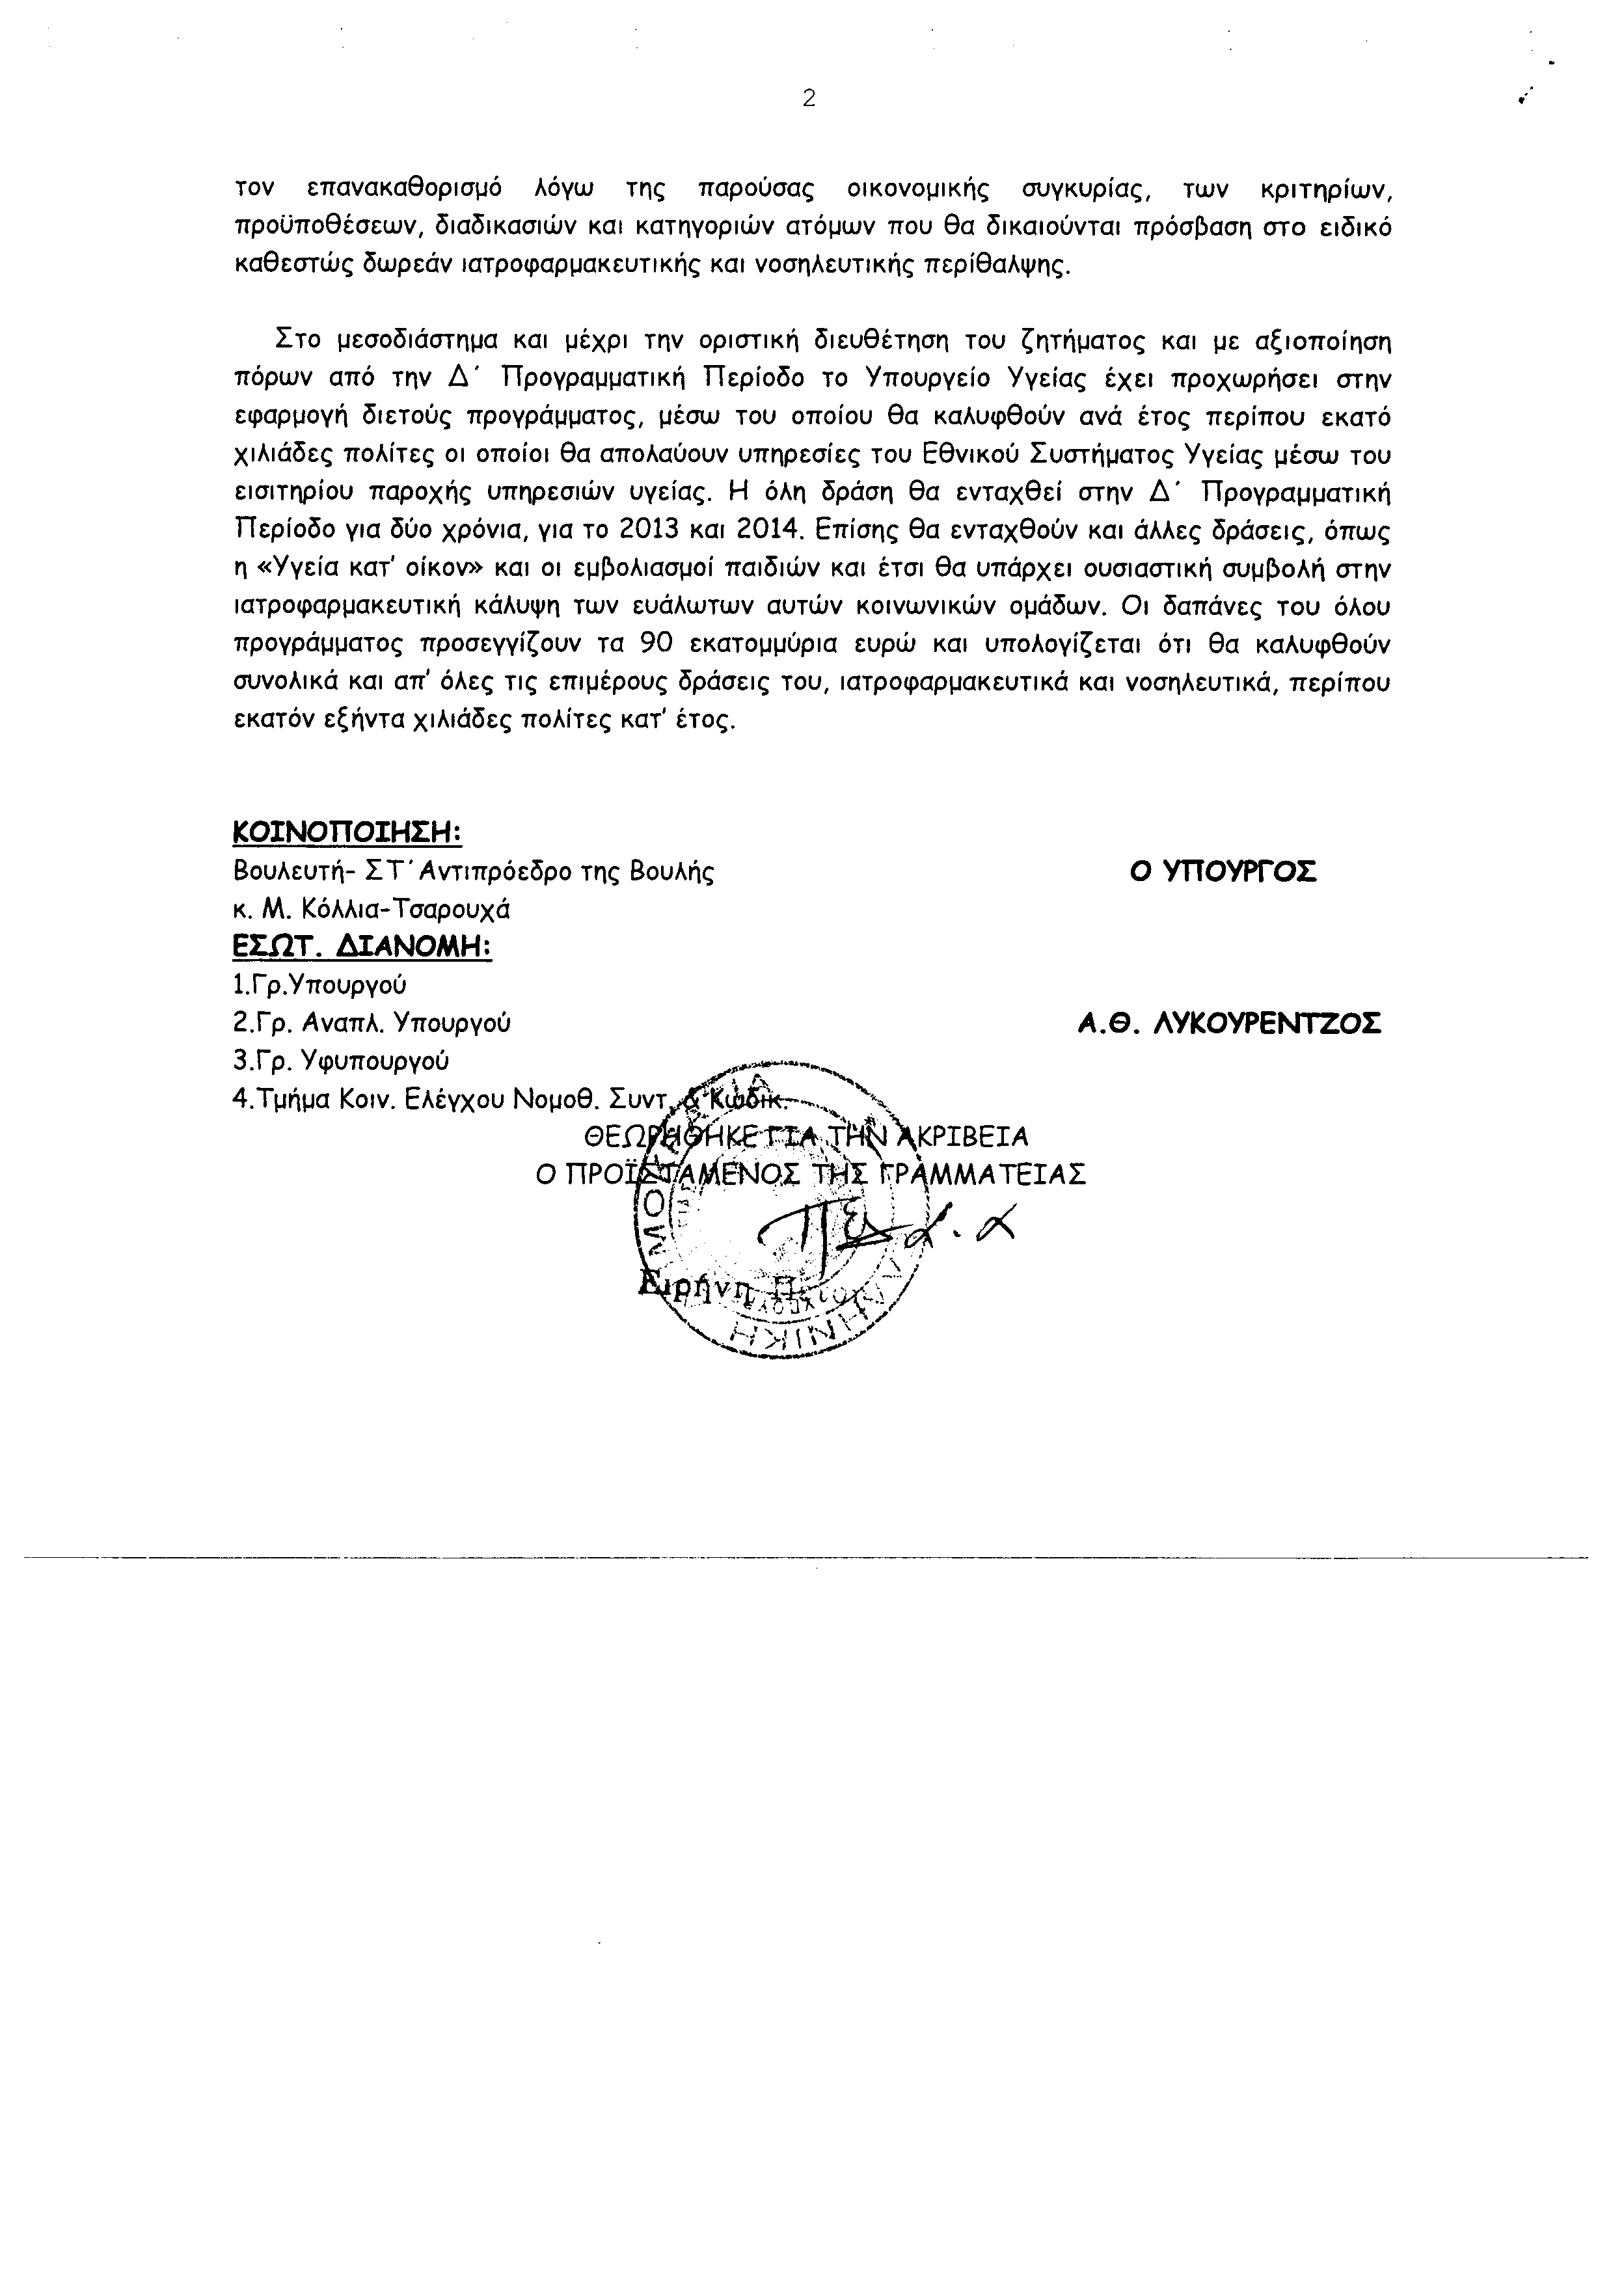 2
τον επανακαθορισμό λόγω της παρούσας οικονομικής συγκυρίας, των κριτηρίων,
προϋποθέσεων, διαδικασιών και κατηγοριών ατόμων που θα δικαιούνται πρόσβαση στο ειδικό
καθεστώς δωρεάν ιατροφαρμακευτικής και νοσηλευτικής περίθαλψης.
Στο μεσοδιάστημα και μέχρι την οριστική διευθέτηση του ζητήματος και με αξιοποίηση
πόρων από την Δ΄ Προγραμματική Περίοδο το Υπουργείο Υγείας έχει προχωρήσει στην
εφαρμογή διετούς προγράμματος, μέσω του οποίου θα καλυφθούν ανά έτος περίπου εκατό
χιλιάδες πολίτες οι οποίοι θα απολαύουν υπηρεσίες του Εθνικού Συστήματος Υγείας μέσω του
εισιτηρίου παροχής υπηρεσιών υγείας. Η όλη δράση θα ενταχθεί στην Δ΄ Προγραμματική
Περίοδο για δύο χρόνια, για το 2013 και 2014. Επίσης θα ενταχθούν και άλλες δράσεις, όπως
η «Υγεία κατ' οίκον» και οι εμβολιασμοί παιδιών και έτσι θα υπάρχει ουσιαστική συμβολή στην
ιατροφαρμακευτική κάλυψη των ευάλωτων αυτών κοινωνικών ομάδων. Οι δαπάνες του όλου
προγράμματος προσεγγίζουν τα 90 εκατομμύρια ευρώ και υπολογίζεται ότι θα καλυφθούν
συνολικά και απ' όλες τις επιμέρους δράσεις του, ιατροφαρμακευτικά και νοσηλευτικά, περίπου
εκατόν εξήντα χιλιάδες πολίτες κατ' έτος.
ΚΟΙΝΟΠΟΙΗΣΗ:
Βουλευτή- ΣΤ΄Αντιπρόεδρο της Βουλής Ο ΥΠΟΥΡΓΟΣ
κ. Μ. Κόλλια-Τσαρουχά
ΕΣΩΤ. ΔΙΑΝΟΜΗ:
1.Γρ.Υπουργού
2.Γρ. Αναπλ. Υπουργού Α.Θ. ΛΥΚΟΥΡΕΝΤΖΟΣ
3.Γρ. Υφυπουργού
4.Τμήμα Κοιν. Ελέγχου Νομοθ. Συντ. & Κωδικ.
ΘΕΩΡΗΘΗΚΕ ΓΙΑ ΤΗΝ ΑΚΡΙΒΕΙΑ
Ο ΠΡΟΪΣΤΑΜΕΝΟΣ ΤΗΣ ΓΡΑΜΜΑΤΕΙΑΣ
Ειρήνη